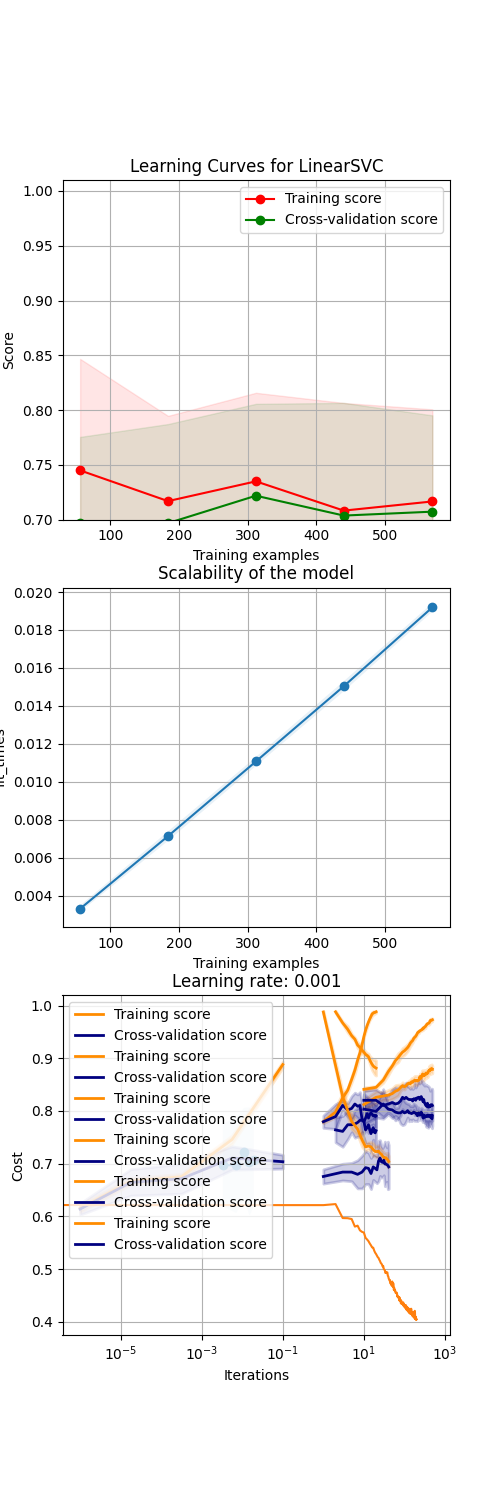 Learning Curves for LinearSVC
1.00
0.95
0.90
0.85
0.80
0.75
0.70
Score
Training score
Cross-validation score
100 200 300 400 500
Training examples
Scalability of the model
0.020
0.018
0.016
0.014
0.012
0.010
0.008
0.006
0.004
fit_times
100 200 300 400 500
Training examples
Learning rate: 0.001
1.0
0.9
0.8
0.7
0.6
0.5
0.4
Cost
Training score
Cross-validation score
Training score
Cross-validation score
Training score
Cross-validation score
Training score
Cross-validation score
Training score
Cross-validation score
Training score
Cross-validation score
10⁻⁵ 10⁻³ 10⁻¹ 10¹ 10³
Iterations